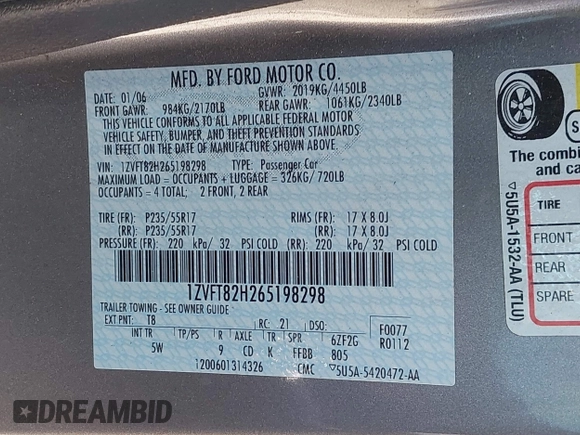 MFD. BY FORD MOTOR CO.
DATE: 01/06 GVWR: 2019KG/4450LB
FRONT GAWR: 984KG/2170LB REAR GAWR: 1061KG/2340LB
THIS VEHICLE CONFORMS TO ALL APPLICABLE FEDERAL MOTOR
VEHICLE SAFETY, BUMPER, AND THEFT PREVENTION STANDARDS
IN EFFECT ON THE DATE OF MANUFACTURE SHOWN ABOVE.
VIN: 1ZVFT82H265198298 TYPE: Passenger Car
MAXIMUM LOAD = OCCUPANTS + LUGGAGE = 326KG/720LB
OCCUPANTS = 4 TOTAL: 2 FRONT, 2 REAR
TIRE (FR): P235/55R17 RIMS (FR): 17 X 8.0J
(RR): P235/55R17 (RR): 17 X 8.0J
PRESSURE (FR): 220 kPa/ 32 PSI COLD (RR): 220 kPa/ 32 PSI COLD
1ZVFT82H265198298
TRAILER TOWING - SEE OWNER GUIDE
EXT PNT: T8 RC: 21 DSO: F0077
INT TR TP/PS R AXLE TR SPR 6ZF2G R0112
5W 9 CD K FFBB 805
1200601314326 CMC ▽5U5A-5420472-AA
▽5U5A-1532-AA (TLU)
S
The combin
and ca
TIRE
FRONT
REAR
SPARE
DREAMBID